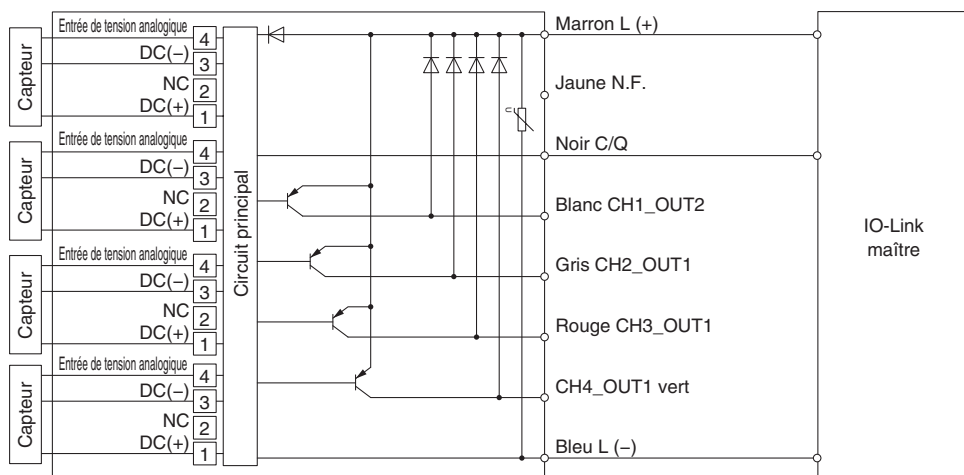 Capteur
Entrée de tension analogique
4
DC(−)
3
NC
2
DC(+)
1
Capteur
Entrée de tension analogique
4
DC(−)
3
NC
2
DC(+)
1
Capteur
Entrée de tension analogique
4
DC(−)
3
NC
2
DC(+)
1
Capteur
Entrée de tension analogique
4
DC(−)
3
NC
2
DC(+)
1
Circuit principal
U
Marron L (+)
Jaune N.F.
Noir C/Q
Blanc CH1_OUT2
Gris CH2_OUT1
Rouge CH3_OUT1
CH4_OUT1 vert
Bleu L (−)
IO-Link
maître